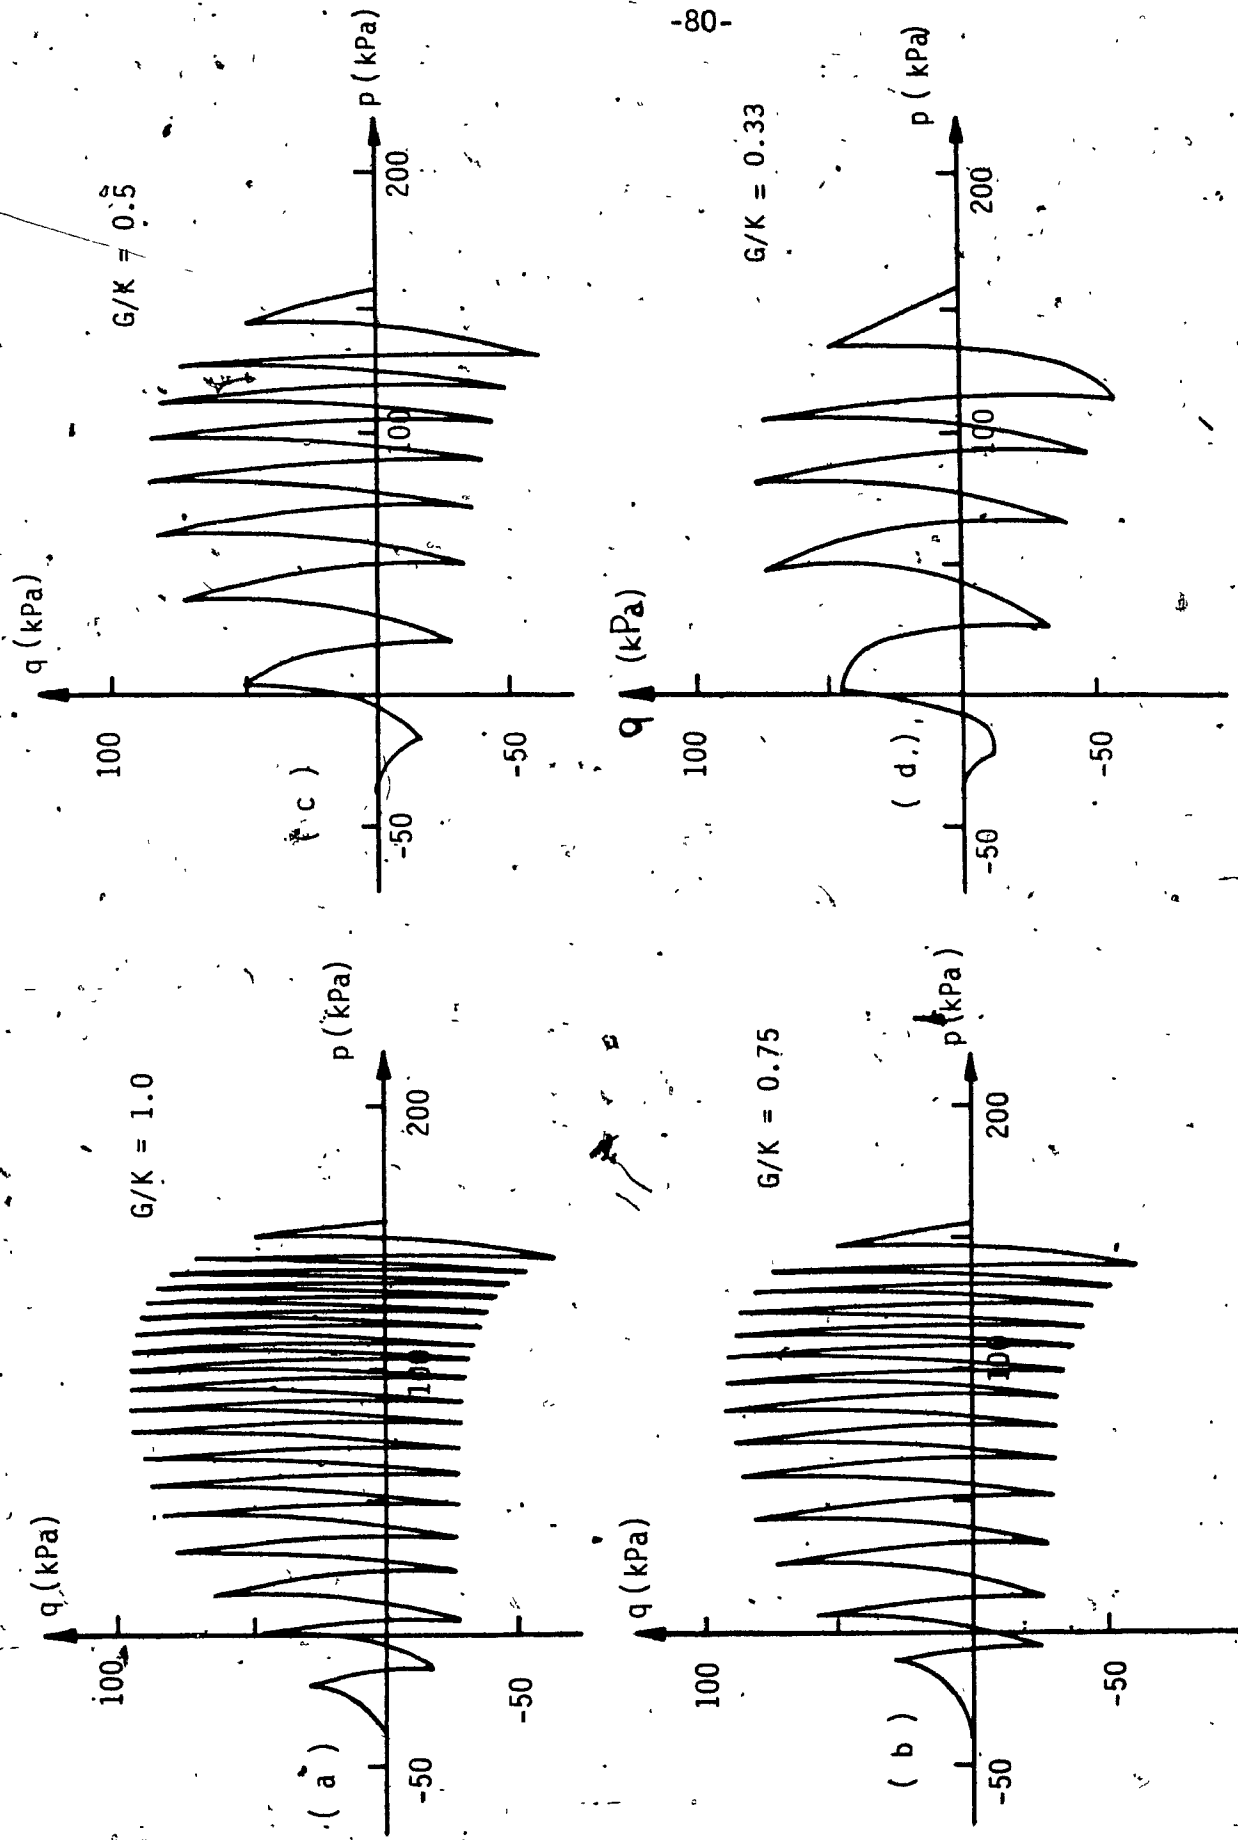 -80-
q (kPa)
100
G/K = 1.0
p (kPa)
200
100
-50
-50
( a )
q (kPa)
100
G/K = 0.75
p (kPa)
200
100
-50
-50
( b )
q (kPa)
100
G/K = 0.5
p (kPa)
200
100
-50
-50
( c )
q (kPa)
100
G/K = 0.33
p ( kPa)
200
100
-50
-50
( d )